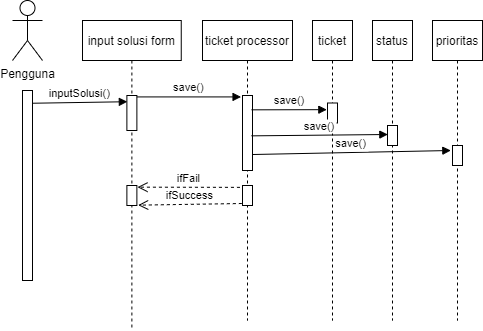 input solusi form
ticket processor
ticket
status
prioritas
Pengguna
inputSolusi()
save()
save()
save()
save()
ifFail
ifSuccess